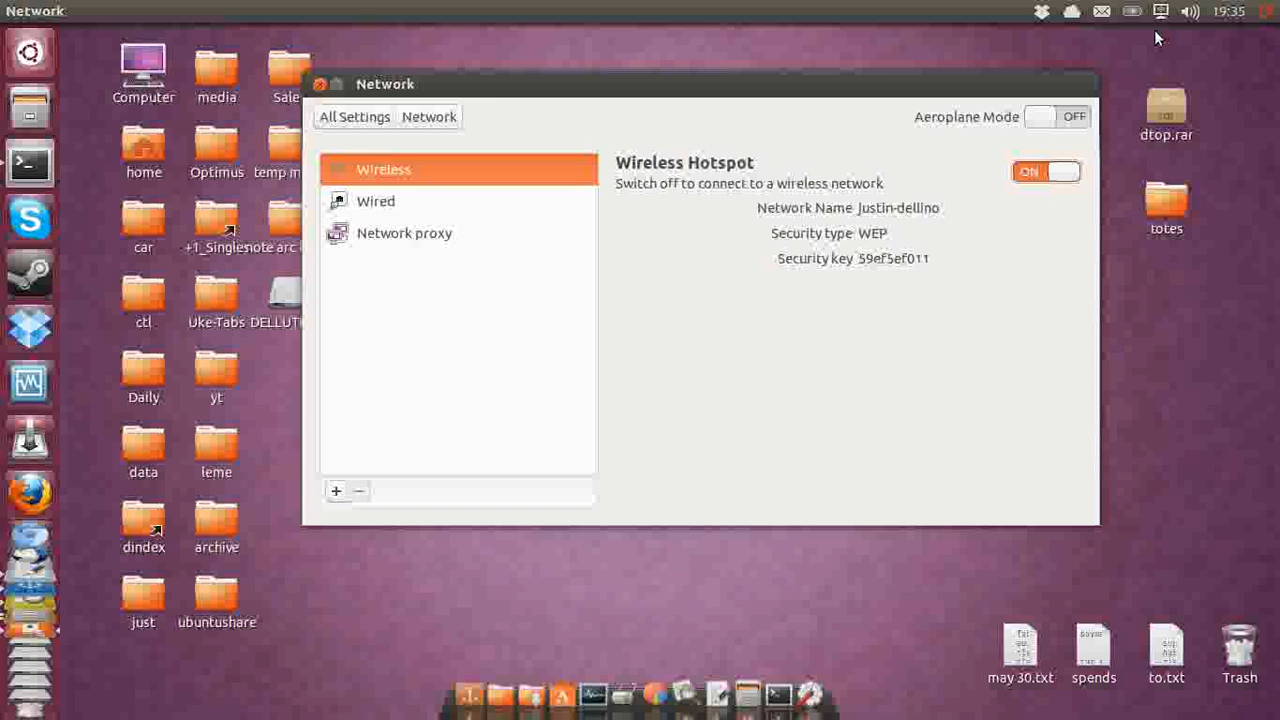 Network
19:35
Computer
media
Sale
home
Optimus
temp m
car
+1_Singles
note arc
ctl
Uke-Tabs
DELLUT
Daily
yt
data
leme
dindex
archive
just
ubuntushare
Network
All Settings
Network
Aeroplane Mode
OFF
Wireless
Wired
Network proxy
Wireless Hotspot
ON
Switch off to connect to a wireless network
Network Name justin-dellino
Security type WEP
Security key 59ef5ef011
dtop.rar
totes
may 30.txt
spends
to.txt
Trash